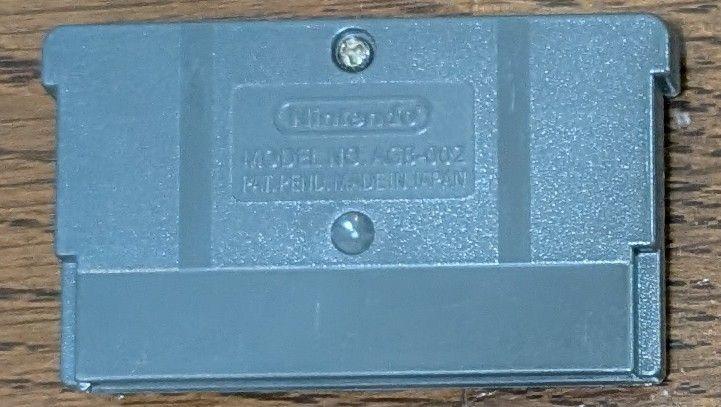 Nintendo
MODEL NO. AGB-002
PAT. PEND. MADE IN JAPAN